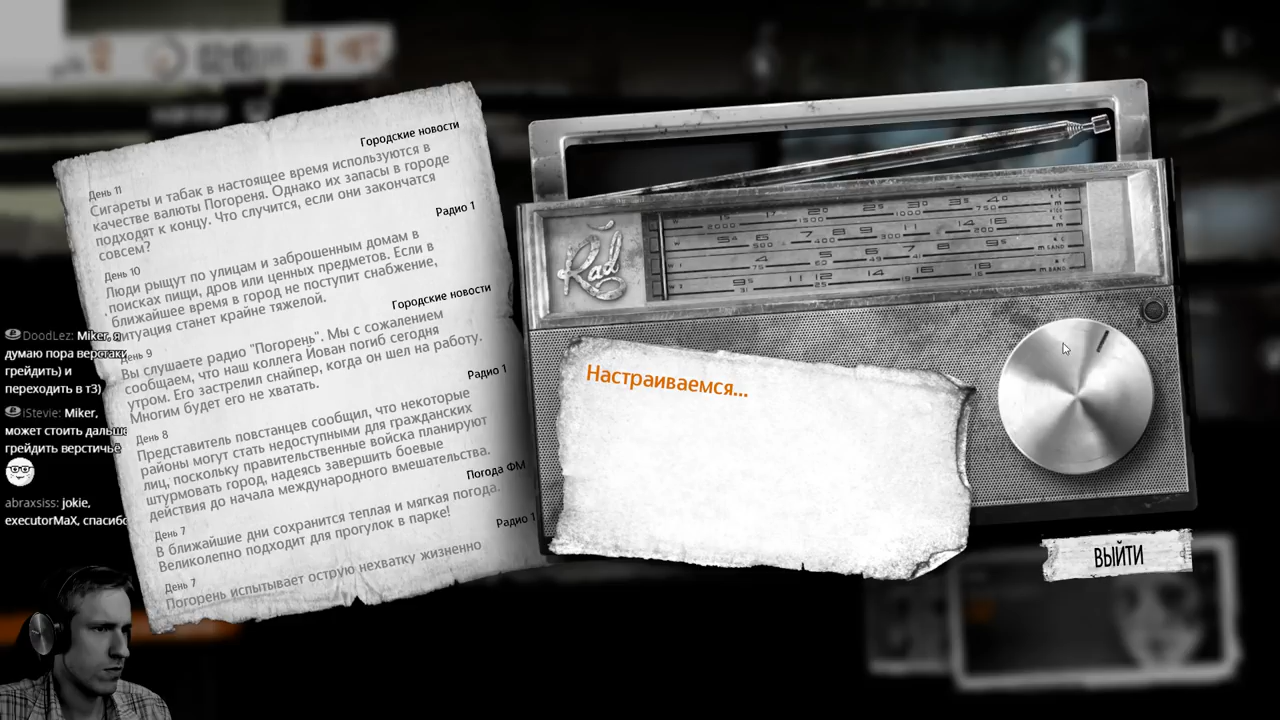 Городские новости
День 11
Сигареты и табак в настоящее время используются в
качестве валюты Погореня. Однако их запасы в городе
подходят к концу. Что случится, если они закончатся
совсем?
Радио 1
День 10
Люди рыщут по улицам и заброшенным домам в
поисках пищи, дров или ценных предметов. Если в
ближайшее время в город не поступит снабжение,
итуация станет крайне тяжелой.
Городские новости
День 9
Вы слушаете радио "Погорень". Мы с сожалением
сообщаем, что наш коллега Йован погиб сегодня
утром. Его застрелил снайпер, когда он шел на работу.
Многим будет его не хватать.
Радио 1
День 8
Представитель повстанцев сообщил, что некоторые
районы могут стать недоступными для гражданских
лиц, поскольку правительственные войска планируют
штурмовать город, надеясь завершить боевые
действия до начала международного вмешательства.
Погода ФМ
День 7
В ближайшие дни сохранится теплая и мягкая погода.
Великолепно подходит для прогулок в парке!
Радио 1
День 7
Погорень испытывает острую нехватку жизненно
DoodLez: Miker, я
думаю пора верстаки
грейдить) и
переходить в т3)
iStevie: Miker,
может стоить дальше
грейдить верстичьё
abraxsiss: jokie,
executorMaX, спасибо
Rad
Настраиваемся...
ВЫЙТИ